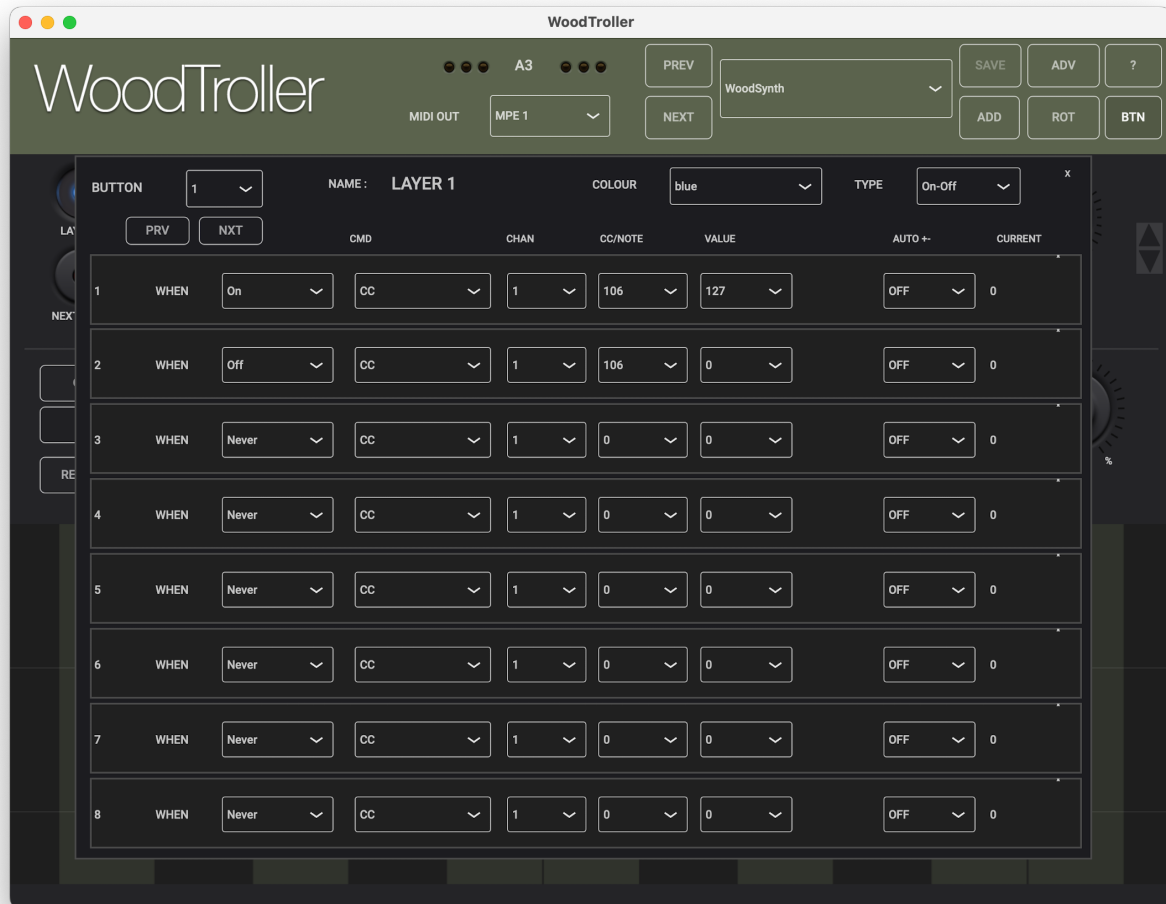 WoodTroller
WoodTroller
A3
PREV
WoodSynth
SAVE
ADV
?
MIDI OUT
MPE 1
NEXT
ADD
ROT
BTN
BUTTON
1
NAME :
LAYER 1
COLOUR
blue
TYPE
On-Off
x
PRV
NXT
CMD
CHAN
CC/NOTE
VALUE
AUTO +-
CURRENT
1 WHEN On CC 1 106 127 OFF 0
2 WHEN Off CC 1 106 0 OFF 0
3 WHEN Never CC 1 0 0 OFF 0
4 WHEN Never CC 1 0 0 OFF 0
5 WHEN Never CC 1 0 0 OFF 0
6 WHEN Never CC 1 0 0 OFF 0
7 WHEN Never CC 1 0 0 OFF 0
8 WHEN Never CC 1 0 0 OFF 0
%